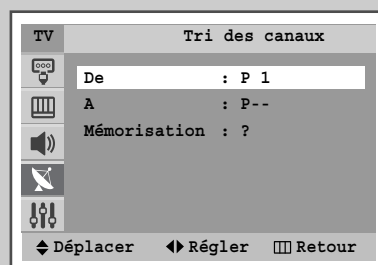 TV Tri des canaux
De : P 1
A : P--
Mémorisation : ?
Déplacer Régler Retour